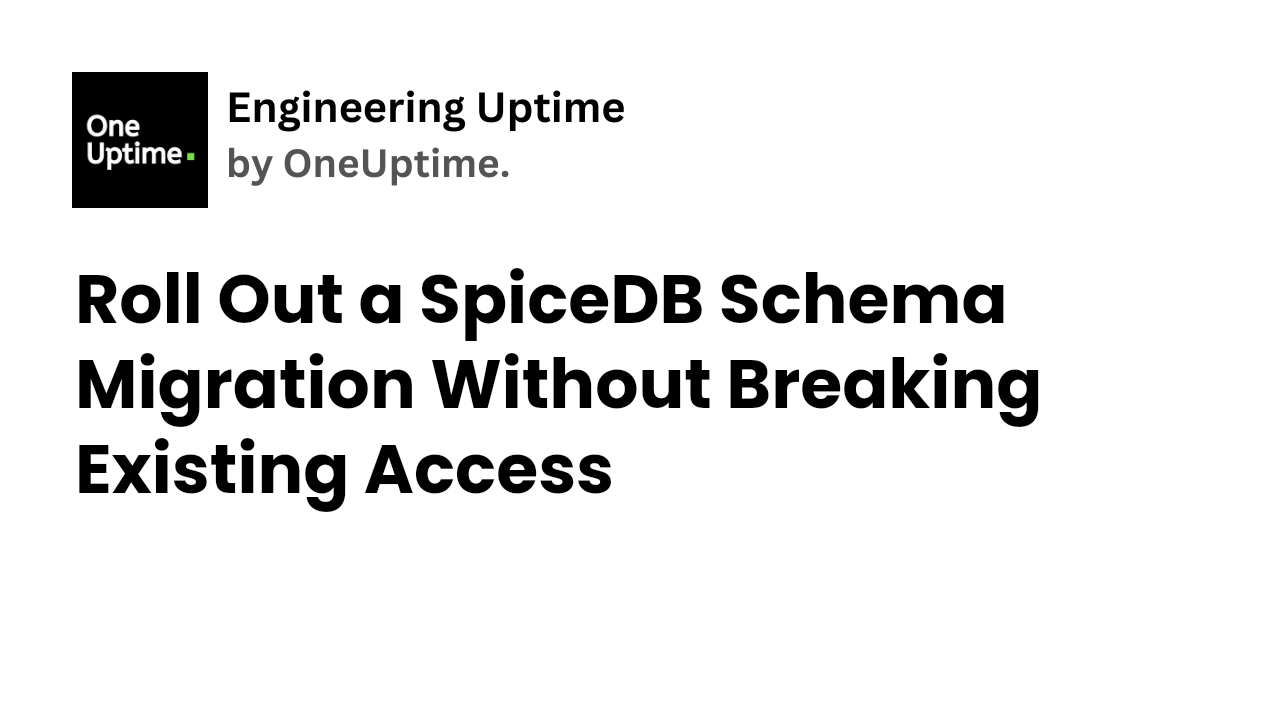 One
Uptime.
Engineering Uptime
by OneUptime.
Roll Out a SpiceDB Schema
Migration Without Breaking
Existing Access